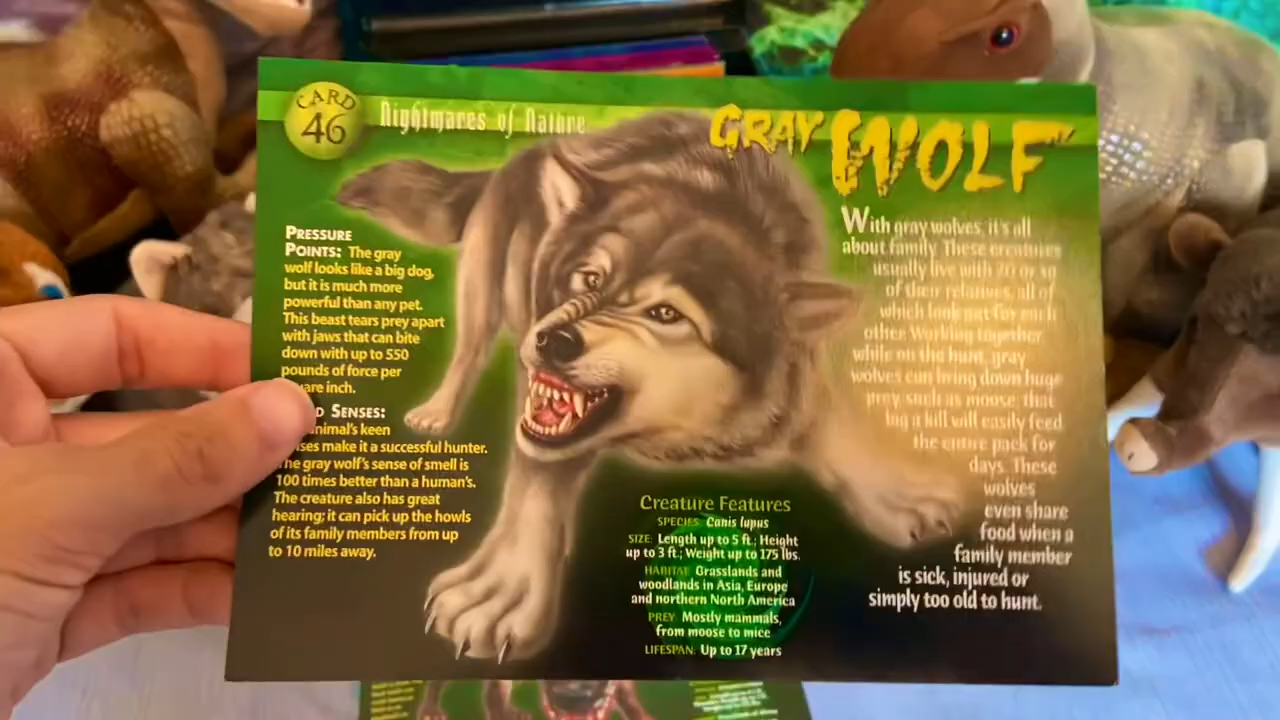 CARD
46
Nightmares of Nature
GRAY WOLF
PRESSURE
POINTS: The gray
wolf looks like a big dog,
but it is much more
powerful than any pet.
This beast tears prey apart
with jaws that can bite
down with up to 550
pounds of force per
are inch.
D SENSES:
nimal's keen
ses make it a successful hunter.
he gray wolf's sense of smell is
100 times better than a human's.
The creature also has great
hearing; it can pick up the howls
of its family members from up
to 10 miles away.
Creature Features
SPECIES: Canis lupus
SIZE: Length up to 5 ft.; Height
up to 3 ft.; Weight up to 175 lbs.
HABITAT: Grasslands and
woodlands in Asia, Europe
and northern North America
PREY: Mostly mammals,
from moose to mice
LIFESPAN: Up to 17 years
With gray wolves, it's all
about family. These creatures
usually live with 20 or so
of their relatives, all of
which look out for each
other. Working together
while on the hunt, gray
wolves can bring down huge
prey, such as moose; that
big a kill will easily feed
the entire pack for
days. These
wolves
even share
food when a
family member
is sick, injured or
simply too old to hunt.